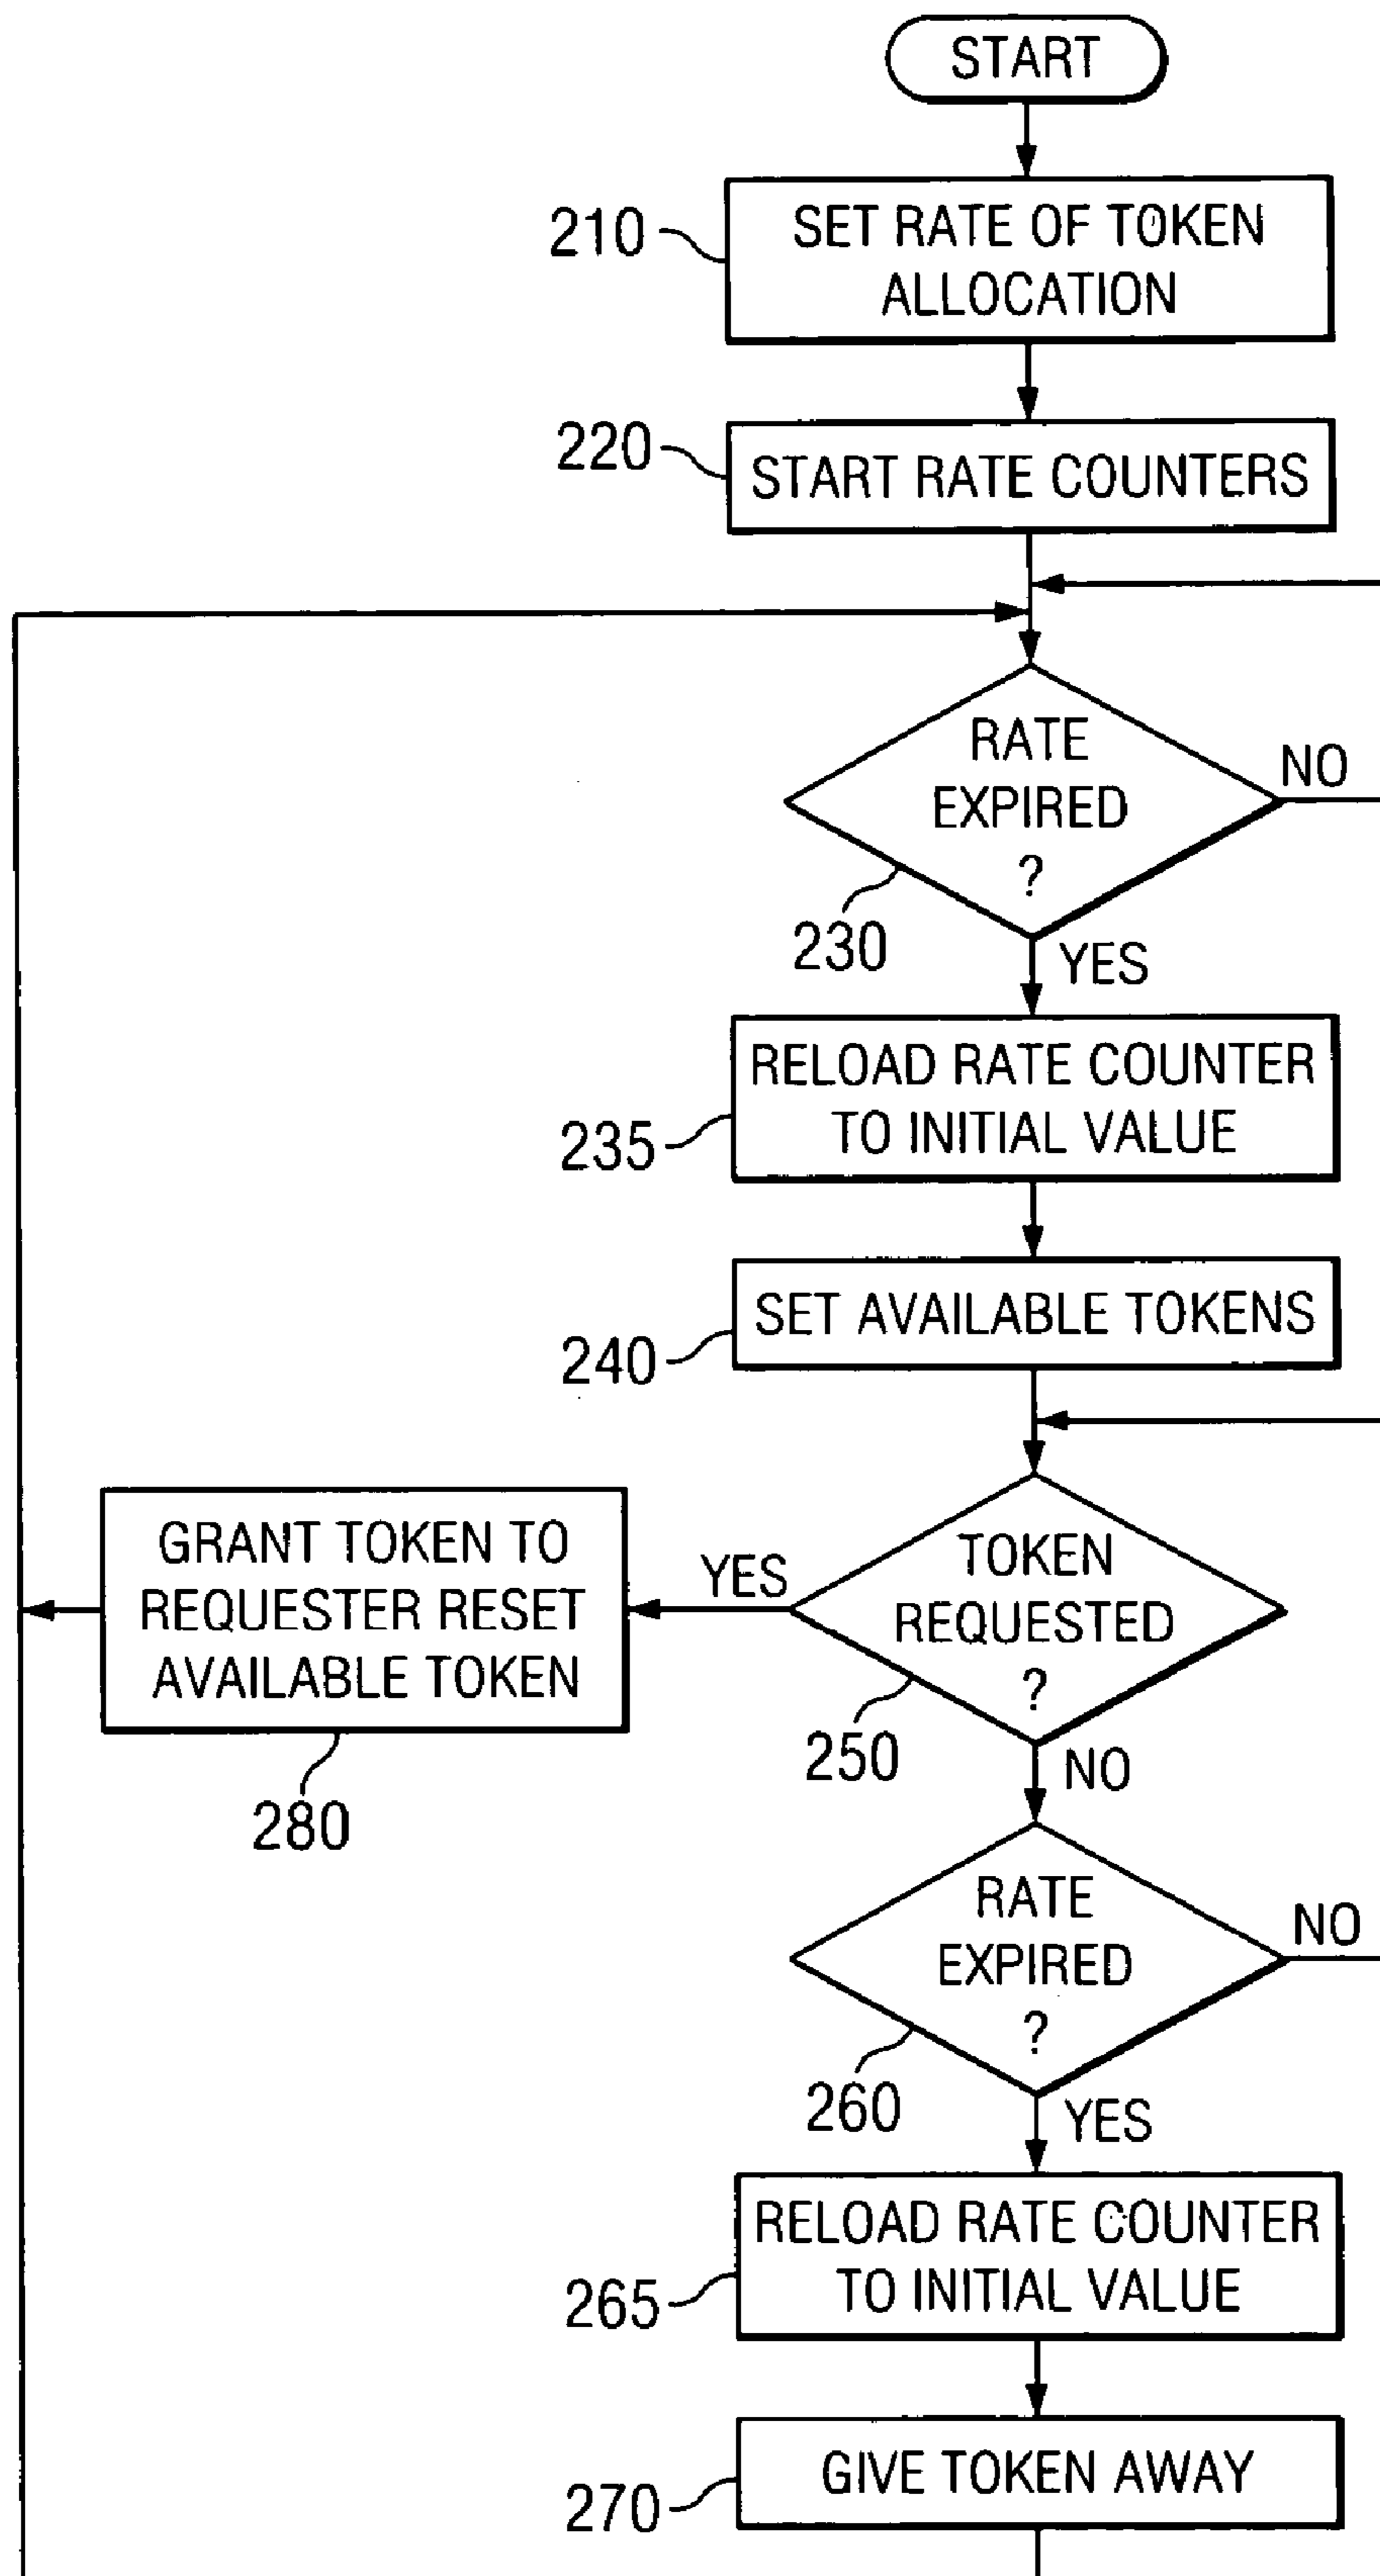 START
210
SET RATE OF TOKEN
ALLOCATION
220
START RATE COUNTERS
RATE
EXPIRED
?
NO
230
YES
RELOAD RATE COUNTER
TO INITIAL VALUE
235
SET AVAILABLE TOKENS
240
GRANT TOKEN TO
REQUESTER RESET
AVAILABLE TOKEN
280
YES
TOKEN
REQUESTED
?
250
NO
RATE
EXPIRED
?
NO
260
YES
RELOAD RATE COUNTER
TO INITIAL VALUE
265
GIVE TOKEN AWAY
270